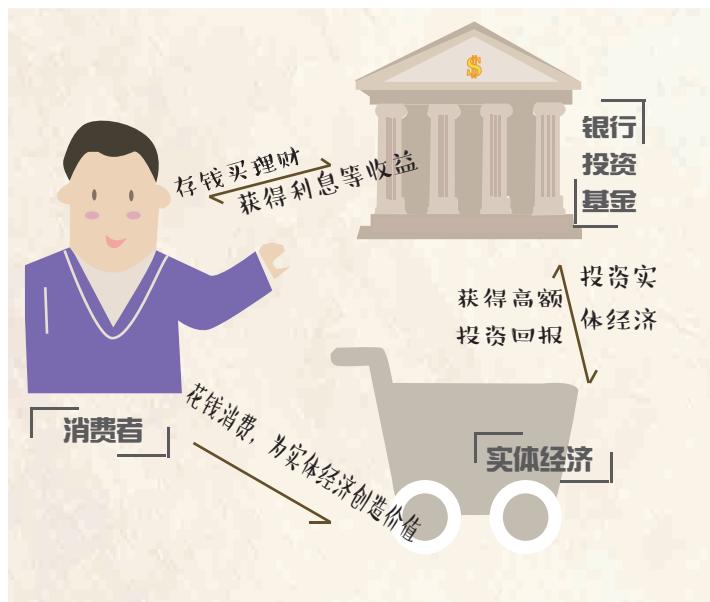 $
银行
投资
基金
存钱买理财
获得利息等收益
投资实
体经济
获得高额
投资回报
花钱消费，为实体经济创造价值
消费者
实体经济